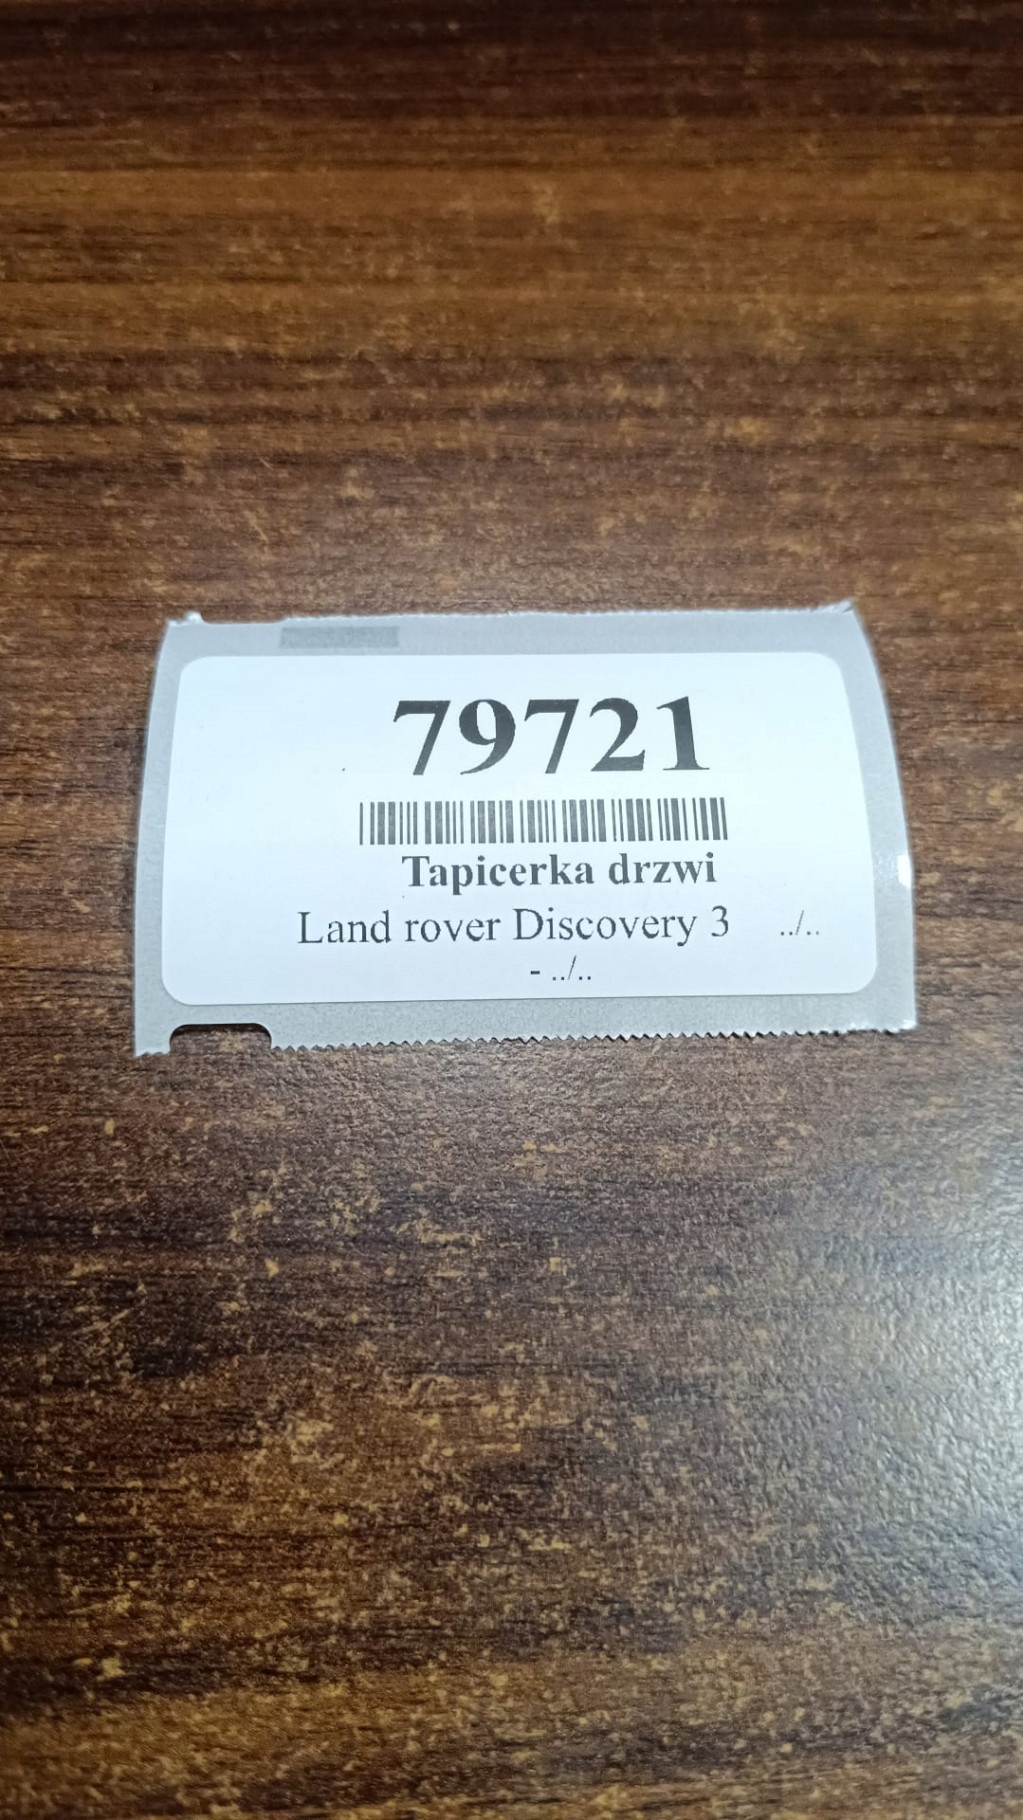 79721
Tapicerka drzwi
Land rover Discovery 3 ../..
- ../..